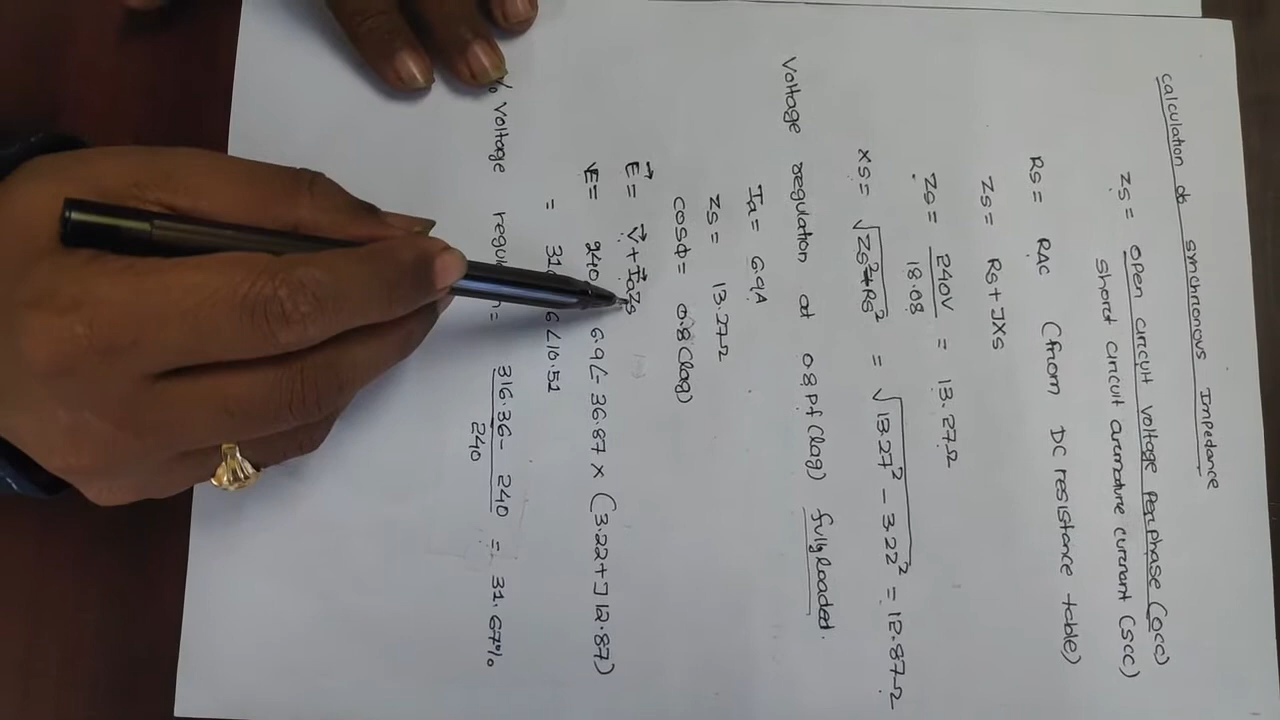 Calculation of synchronous Impedance
Zs = open circuit voltage per phase (OCC)
short circuit armature current (SCC)
Rs = RAC (from DC resistance table)
Zs = Rs + JXs
Zs = 240V / 18.08 = 13.27Ω
Xs = √Zs² - Rs² = √13.27² - 3.22² = 12.87Ω
Voltage regulation at 0.8 Pf (lag) fully loaded.
Ia = 6.9A
Zs = 13.27Ω
cosφ = 0.8 (lag)
E = V + IaZs
E = 240 6.9∠-36.87 × (3.22 + J 12.87)
= 31 6∠10.51
% Voltage regul n = 316.36 - 240 / 240 = 31.67%